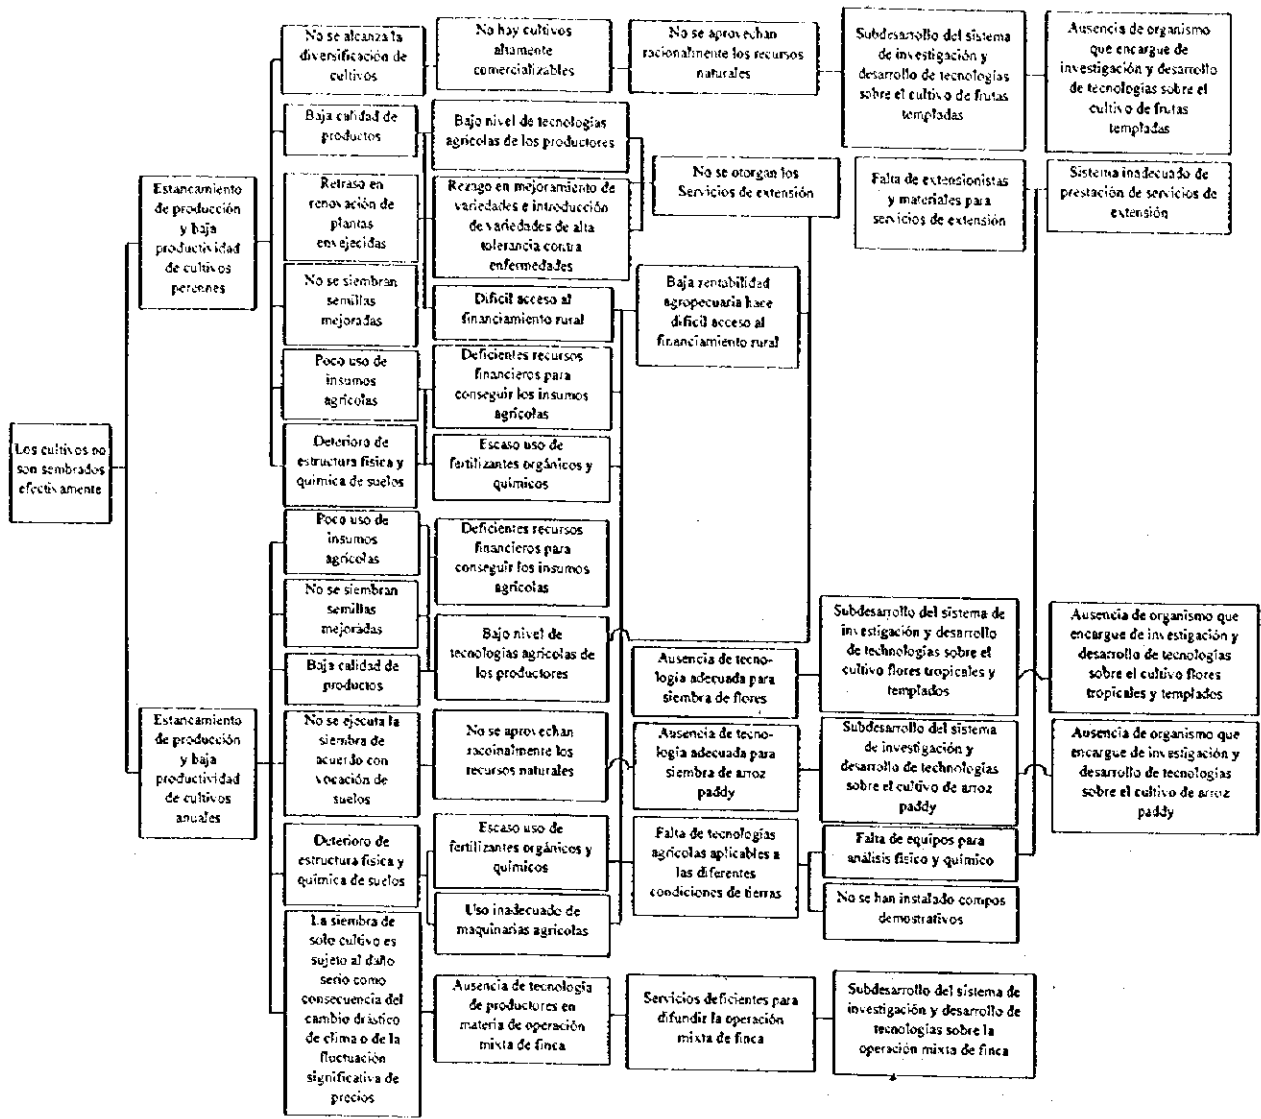 No se alcanza la
diversificación de
cultivos
No hay cultivos
altamente
comercializables
No se aprovechan
racionalmente los recursos
naturales
Subdesarrollo del sistema
de investigación y
desarrollo de tecnologías
sobre el cultivo de frutas
templadas
Ausencia de organismo
que encargue de
investigación y desarrollo
de tecnologías sobre el
cultivo de frutas
templadas
Baja calidad de
productos
Bajo nivel de tecnologías
agrícolas de los productores
No se otorgan los
Servicios de extensión
Falta de extensionistas
y materiales para
servicios de extensión
Sistema inadecuado de
prestación de servicios de
extensión
Estancamiento
de producción
y baja
productividad
de cultivos
perennes
Retraso en
renovación de
plantas
envejecidas
Rezago en mejoramiento de
variedades e introducción
de variedades de alta
tolerancia contra
enfermedades
No se siembran
semillas
mejoradas
Difícil acceso al
financiamiento rural
Baja rentabilidad
agropecuaria hace
difícil acceso al
financiamiento rural
Poco uso de
insumos
agrícolas
Deficientes recursos
financieros para
conseguir los insumos
agrícolas
Los cultivos no
son sembrados
efectivamente
Deterioro de
estructura física y
química de suelos
Escaso uso de
fertilizantes orgánicos y
químicos
Poco uso de
insumos
agrícolas
Deficientes recursos
financieros para
conseguir los insumos
agrícolas
No se siembran
semillas
mejoradas
Bajo nivel de
tecnologías agrícolas de
los productores
Ausencia de tecno-
logía adecuada para
siembra de flores
Subdesarrollo del sistema de
investigación y desarrollo
de technologías sobre el
cultivo flores tropicales y
templados
Ausencia de organismo que
encargue de investigación y
desarrollo de tecnologías
sobre el cultivo flores
tropicales y templados
Baja calidad de
productos
Estancamiento
de producción
y baja
productividad
de cultivos
anuales
No se ejecuta la
siembra de
acuerdo con
vocación de
suelos
No se aprovechan
racoinalmente los
recursos naturales
Ausencia de tecno-
logía adecuada para
siembra de arroz
paddy
Subdesarrollo del sistema
de investigación y
desarrollo de technologías
sobre el cultivo de arroz
paddy
Ausencia de organismo que
encargue de investigación y
desarrollo de tecnologías
sobre el cultivo de arroz
paddy
Deterioro de
estructura física y
química de suelos
Escaso uso de
fertilizantes orgánicos y
químicos
Falta de tecnologías
agrícolas aplicables a
las diferentes
condiciones de tierras
Falta de equipos para
análisis físico y químico
No se han instalado compos
demostrativos
Uso inadecuado de
maquinarias agrícolas
La siembra de
solo cultivo es
sujeto al daño
serio como
consecuencia del
cambio drástico
de clima o de la
fluctuación
significativa de
precios
Ausencia de tecnología
de productores en
materia de operación
mixta de finca
Servicios deficientes para
difundir la operación
mixta de finca
Subdesarrollo del sistema de
investigación y desarrollo de
tecnologías sobre la
operación mixta de finca